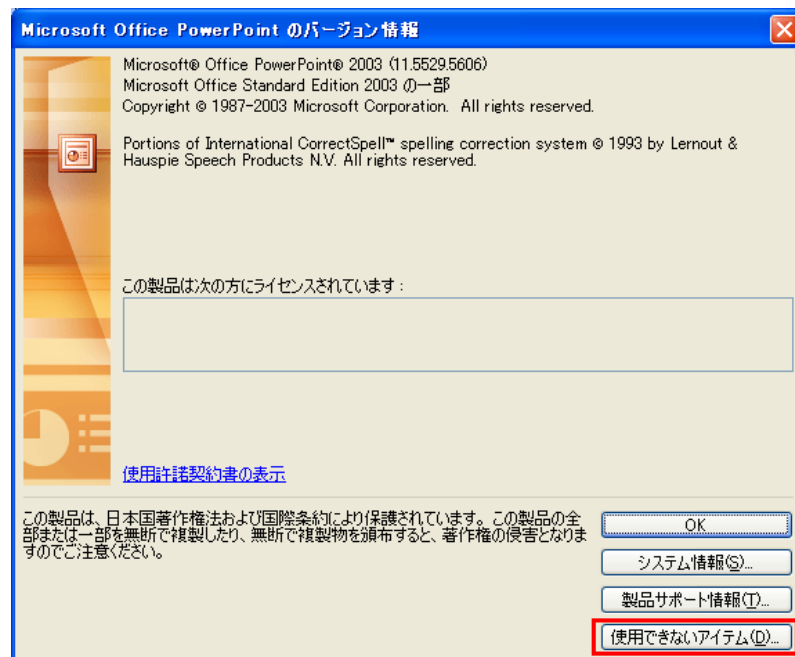 Microsoft Office PowerPoint のバージョン情報
Microsoft® Office PowerPoint® 2003 (11.5529.5606)
Microsoft Office Standard Edition 2003 の一部
Copyright © 1987-2003 Microsoft Corporation.  All rights reserved.
Portions of International CorrectSpell™ spelling correction system © 1993 by Lernout &
Hauspie Speech Products N.V. All rights reserved.
この製品は次の方にライセンスされています:
使用許諾契約書の表示
この製品は、日本国著作権法および国際条約により保護されています。この製品の全
部または一部を無断で複製したり、無断で複製物を頒布すると、著作権の侵害となりま
すのでご注意ください。
OK
システム情報(S)...
製品サポート情報(T)...
使用できないアイテム(D)...